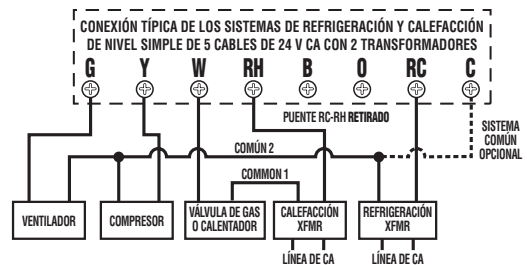 CONEXIÓN TÍPICA DE LOS SISTEMAS DE REFRIGERACIÓN Y CALEFACCIÓN
DE NIVEL SIMPLE DE 5 CABLES DE 24 V CA CON 2 TRANSFORMADORES
G Y W RH B O RC C
PUENTE RC-RH RETIRADO
SISTEMA
COMÚN
OPCIONAL
COMÚN 2
COMMON 1
VENTILADOR
COMPRESOR
VÁLVULA DE GAS
O CALENTADOR
CALEFACCIÓN
XFMR
REFRIGERACIÓN
XFMR
LÍNEA DE CA
LÍNEA DE CA